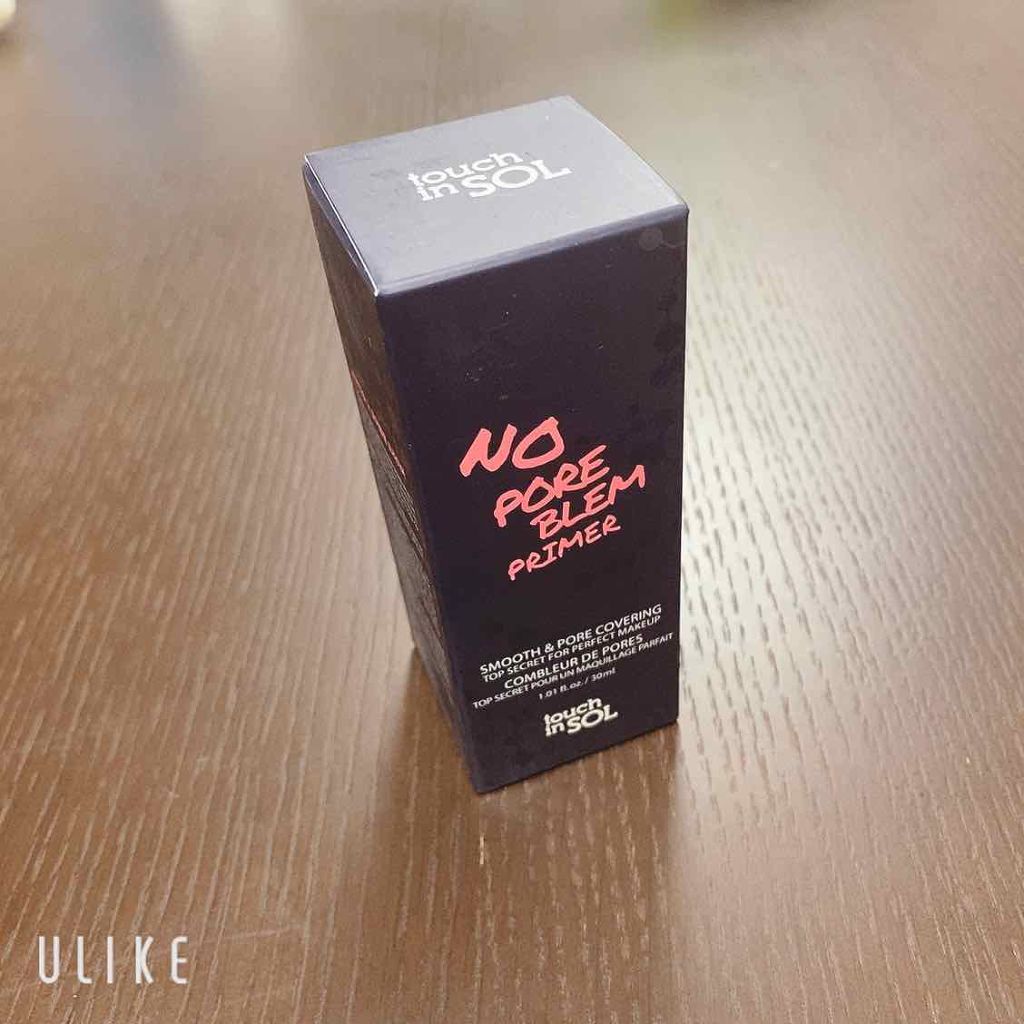 touch
in SOL
NO
PORE
BLEM
PRIMER
SMOOTH & PORE COVERING
TOP SECRET FOR PERFECT MAKEUP
COMBLEUR DE PORES
TOP SECRET POUR UN MAQUILLAGE PARFAIT
1.01 fl.oz./30ml
touch
in SOL
ULIKE